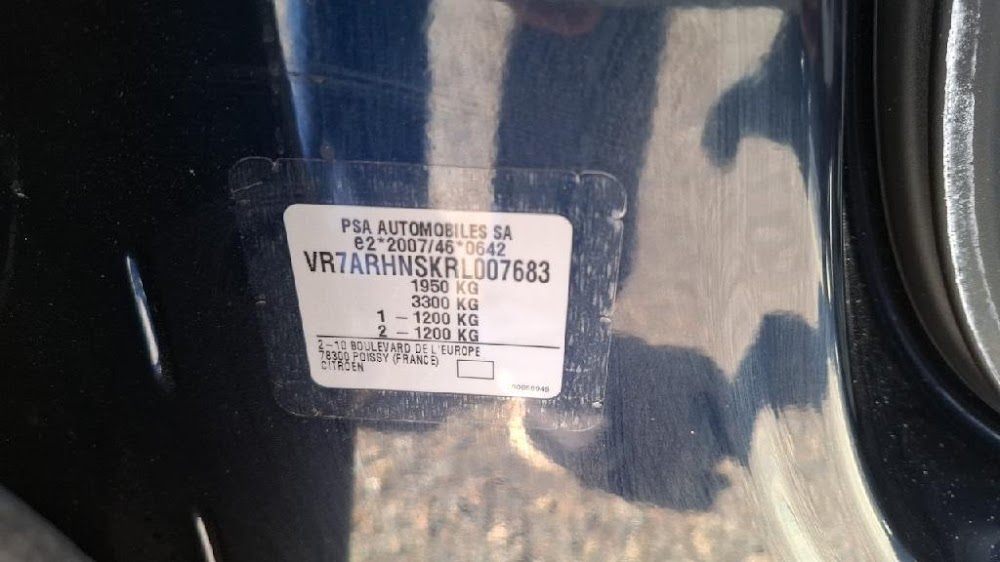 PSA AUTOMOBILES SA
e2*2007/46*0642
VR7ARHNSKRL007683
1950 KG
3300 KG
1 - 1200 KG
2 - 1200 KG
2-10 BOULEVARD DE L'EUROPE
78300 POISSY (FRANCE)
CITROEN